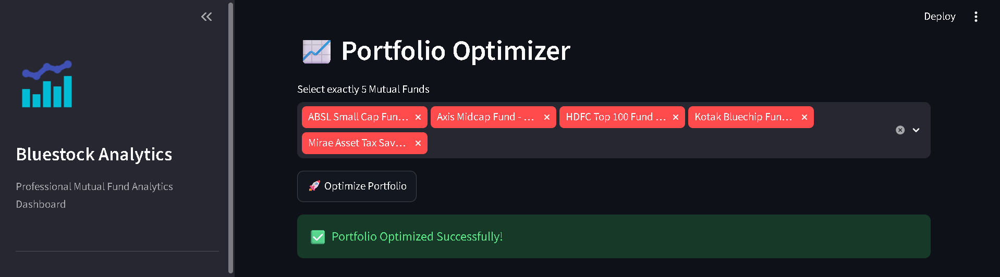 Deploy
Portfolio Optimizer
Select exactly 5 Mutual Funds
ABSL Small Cap Fun... Axis Midcap Fund - ... HDFC Top 100 Fund ... Kotak Bluechip Fun...
Mirae Asset Tax Sav...
Optimize Portfolio
Portfolio Optimized Successfully!
Bluestock Analytics
Professional Mutual Fund Analytics
Dashboard